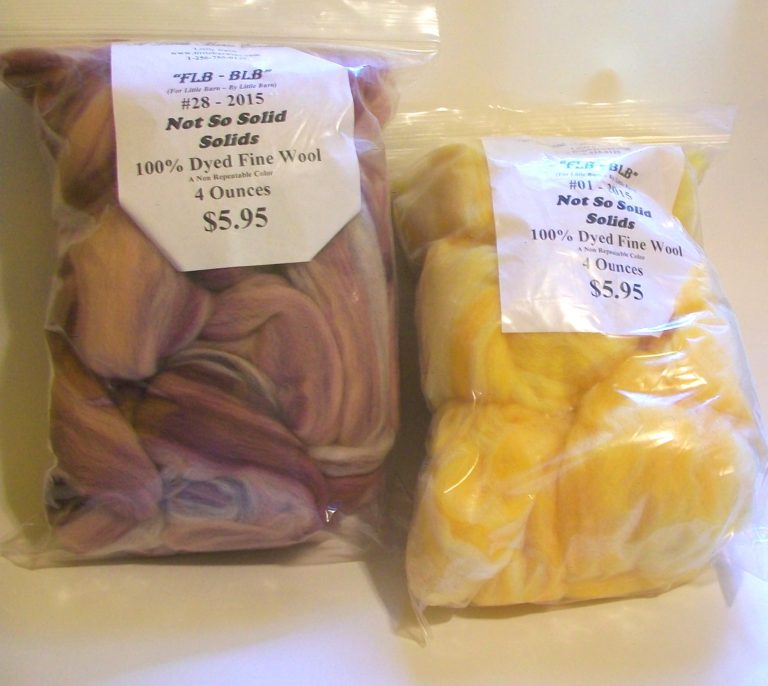 Little Barn
"FLB - BLB"
(For Little Barn ~ By Little Barn)
#28 - 2015
Not So Solid
Solids
100% Dyed Fine Wool
A Non Repeatable Color
4 Ounces
$5.95
"FLB - BLB"
#01 - 2015
Not So Solid
Solids
100% Dyed Fine Wool
A Non Repeatable Color
4 Ounces
$5.95